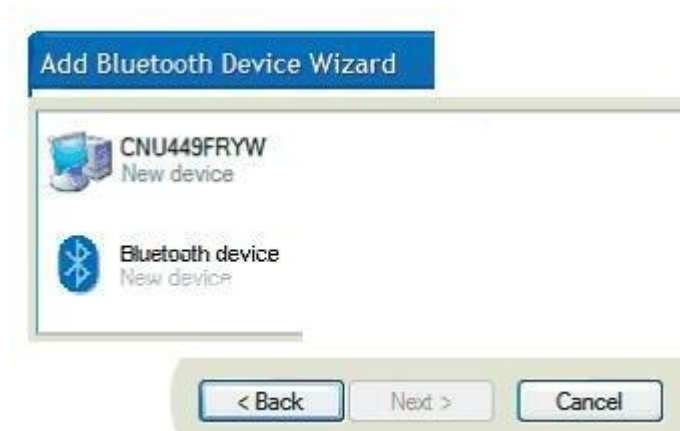 Add Bluetooth Device Wizard
CNU449FRYW
New device
Bluetooth device
New device
< Back Next > Cancel